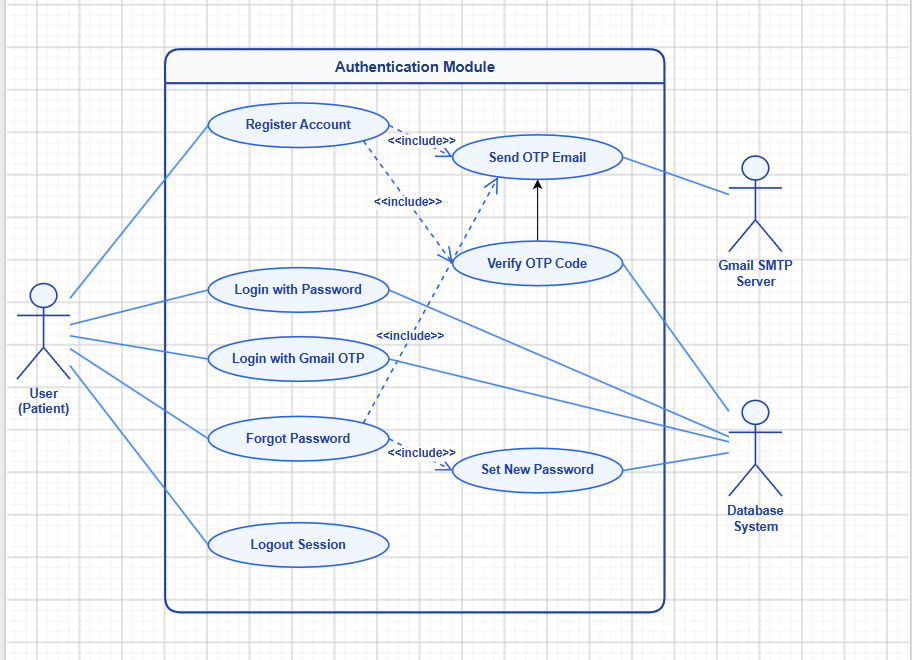 Authentication Module
Register Account
<<include>>
Send OTP Email
<<include>>
Gmail SMTP
Server
Verify OTP Code
Login with Password
<<include>>
Login with Gmail OTP
User
(Patient)
Forgot Password
<<include>>
Set New Password
Database
System
Logout Session